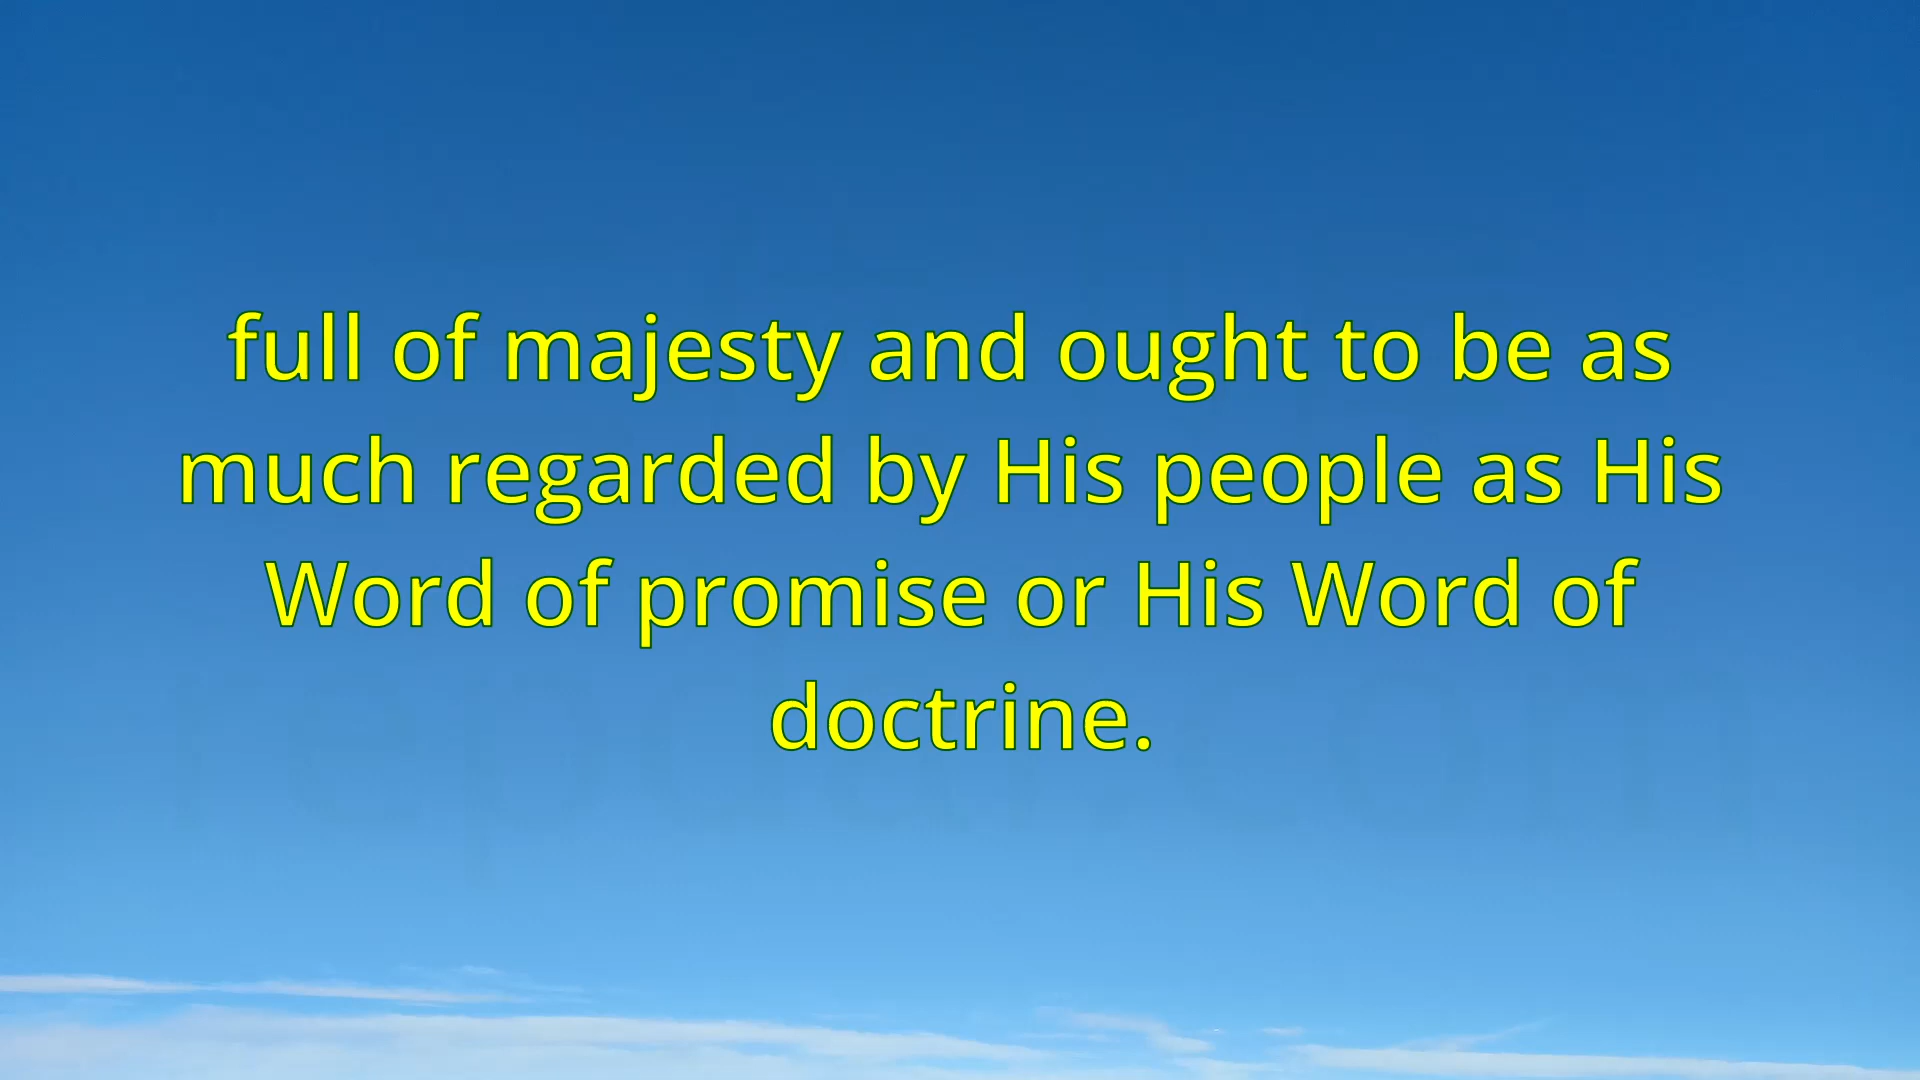 full of majesty and ought to be as
much regarded by His people as His
Word of promise or His Word of
doctrine.